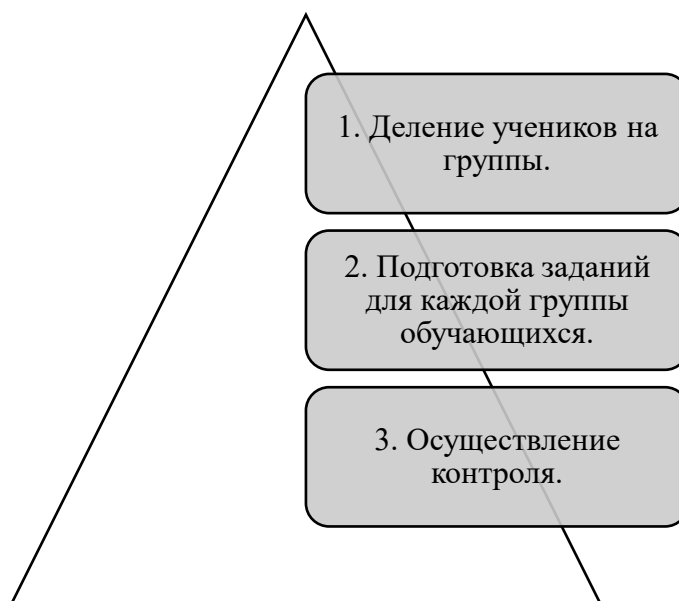 1. Деление учеников на
группы.
2. Подготовка заданий
для каждой группы
обучающихся.
3. Осуществление
контроля.